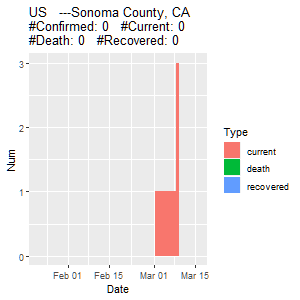 US   ---Sonoma County, CA
#Confirmed: 0   #Current: 0
#Death: 0   #Recovered: 0
Num
3
2
1
0
Feb 01
Feb 15
Mar 01
Mar 15
Date
Type
current
death
recovered